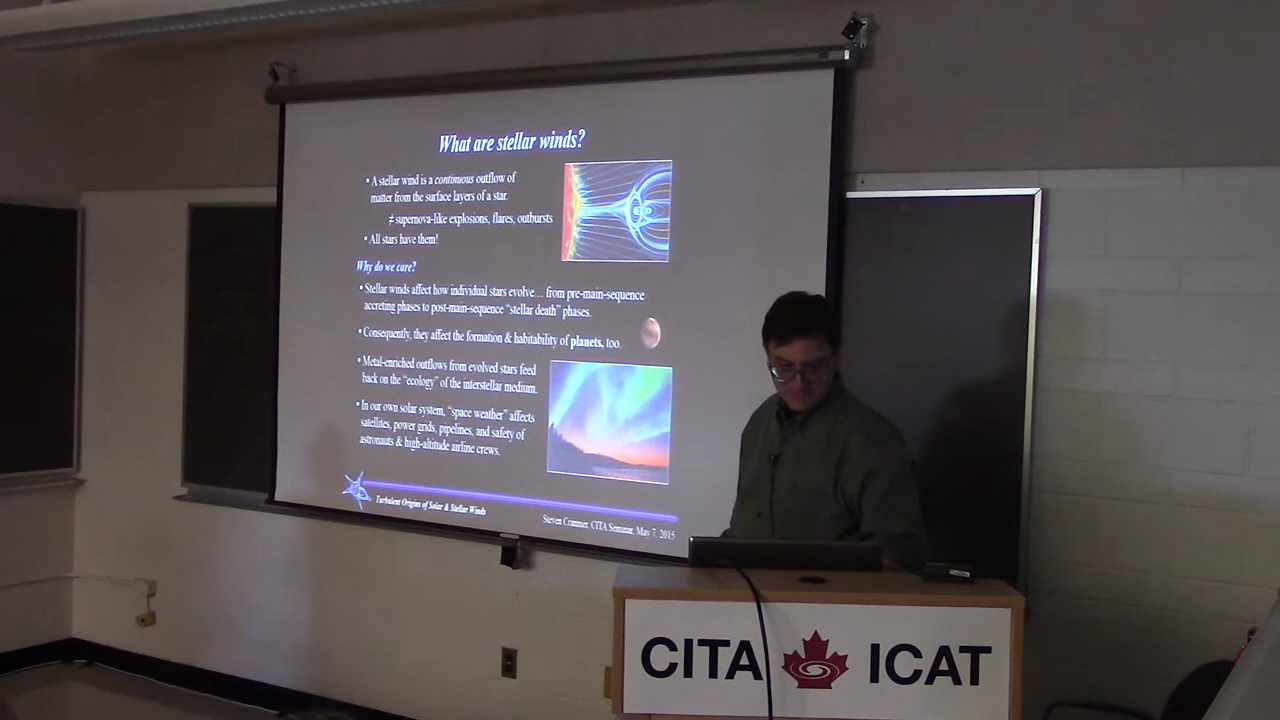 What are stellar winds?
• A stellar wind is a continuous outflow of
matter from the surface layers of a star.
≠ supernova-like explosions, flares, outbursts
• All stars have them!
Why do we care?
• Stellar winds affect how individual stars evolve… from pre-main-sequence
accreting phases to post-main-sequence “stellar death” phases.
• Consequently, they affect the formation & habitability of planets, too.
• Metal-enriched outflows from evolved stars feed
back on the “ecology” of the interstellar medium.
• In our own solar system, “space weather” affects
satellites, power grids, pipelines, and safety of
astronauts & high-altitude airline crews.
Turbulent Origins of Solar & Stellar Winds
Steven Cranmer, CITA Seminar, May 7, 2015
CITA ICAT